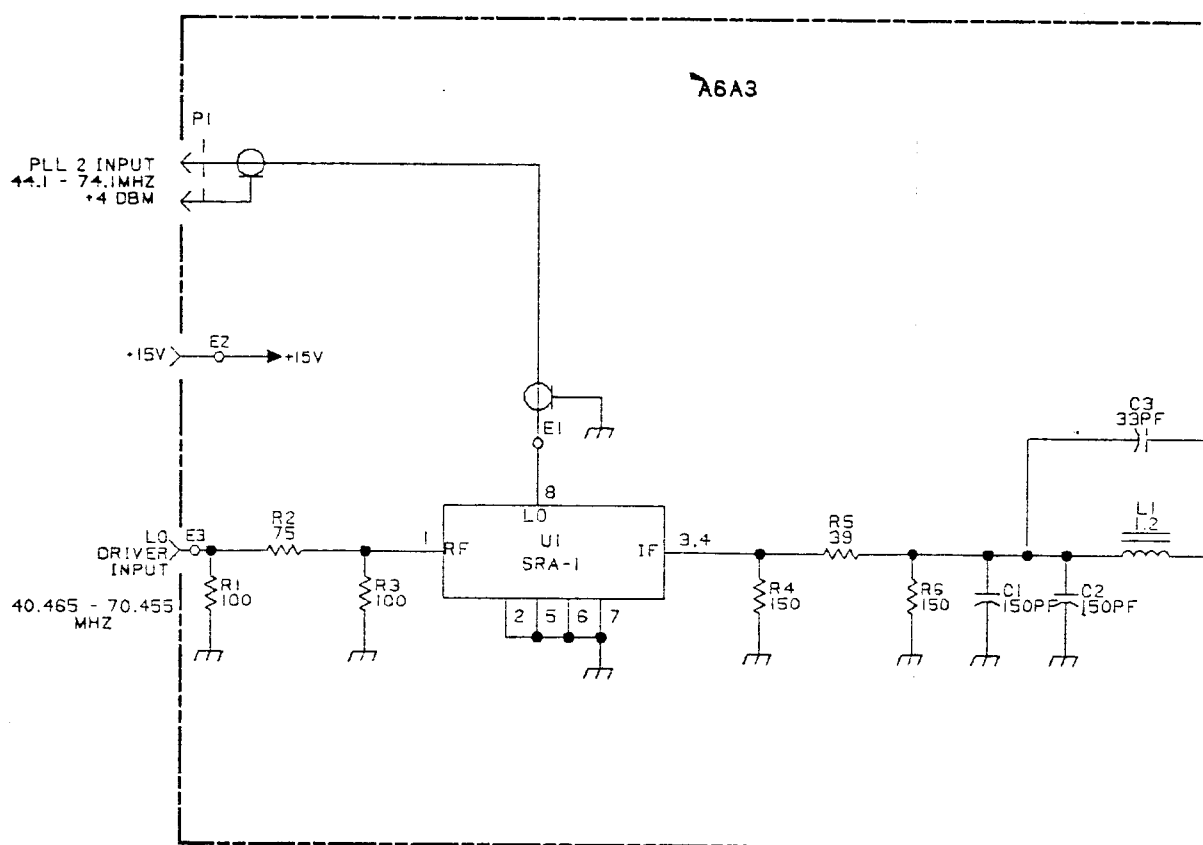 A6A3
P1
PLL 2 INPUT
44.1 - 74.1MHZ
+4 DBM
+15V
E2
+15V
E1
C3
33PF
8
LO
U1
SRA-1
1
RF
IF
3,4
2 5 6 7
LO
DRIVER
INPUT
E3
40.465 - 70.455
MHZ
R2
75
R1
100
R3
100
R5
39
R4
150
R6
150
C1
150PF
C2
150PF
L1
1.2